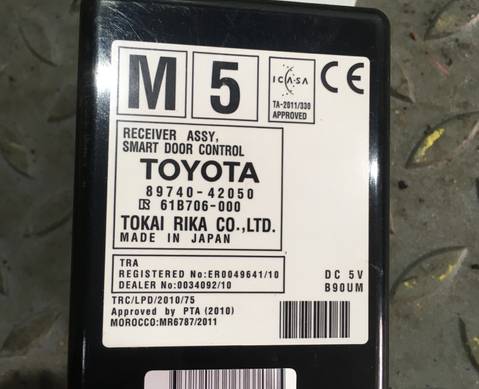 M 5
ICASA
TA-2011/330
APPROVED
CE
RECEIVER ASSY,
SMART DOOR CONTROL
TOYOTA
89740-42050
61B706-000
TOKAI RIKA CO.,LTD.
MADE IN JAPAN
TRA
REGISTERED No:ER0049641/10
DEALER No:0034092/10
DC 5V
B90UM
TRC/LPD/2010/75
Approved by PTA (2010)
MOROCCO:MR6787/2011